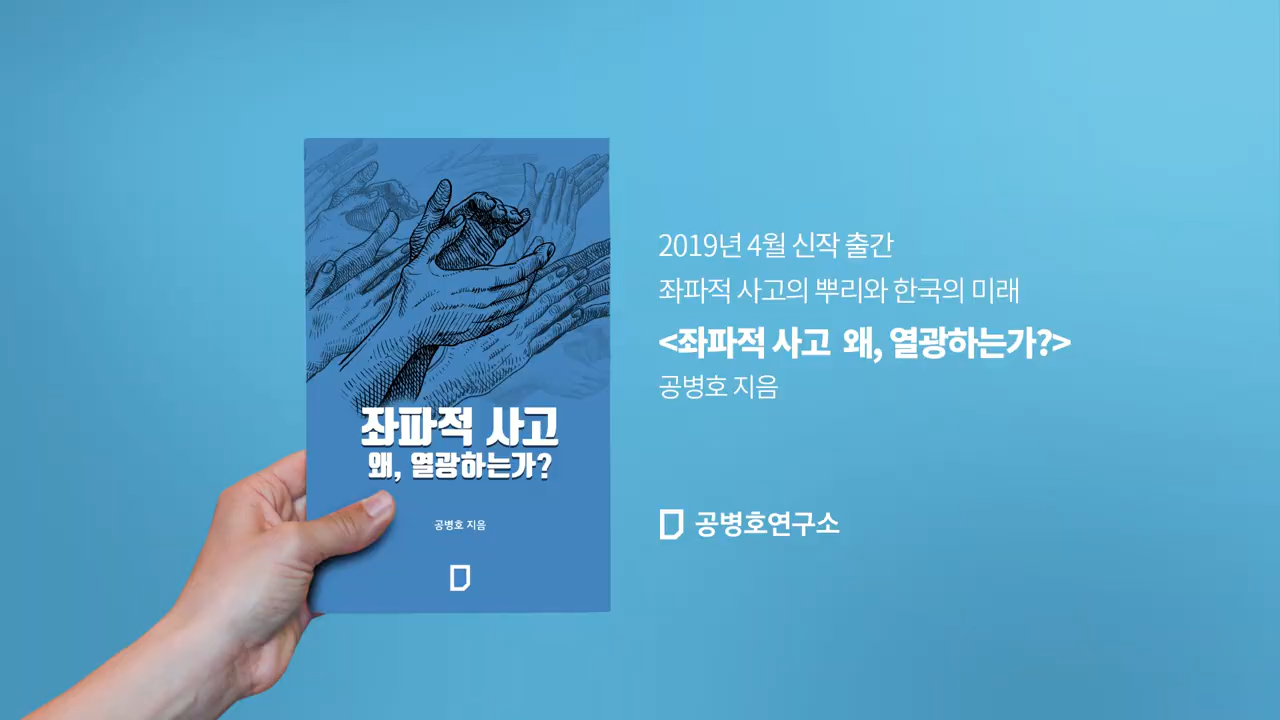 좌파적 사고
왜, 열광하는가?
공병호 지음
2019년 4월 신작 출간
좌파적 사고의 뿌리와 한국의 미래
<좌파적 사고 왜, 열광하는가?>
공병호 지음
공병호연구소